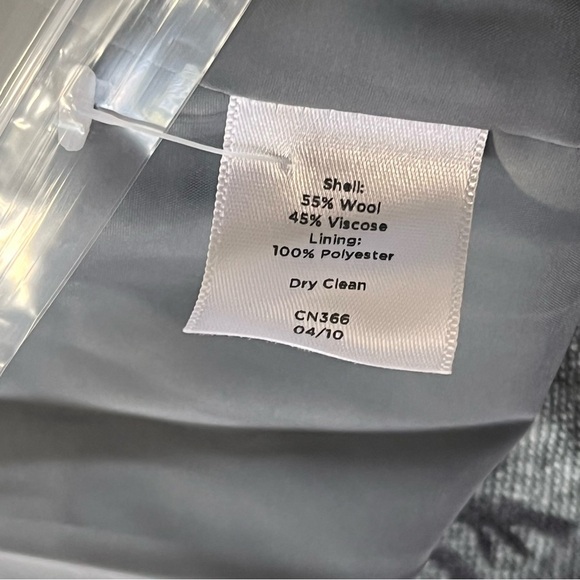 Shell:
55% Wool
45% Viscose
Lining:
100% Polyester
Dry Clean
CN366
04/10